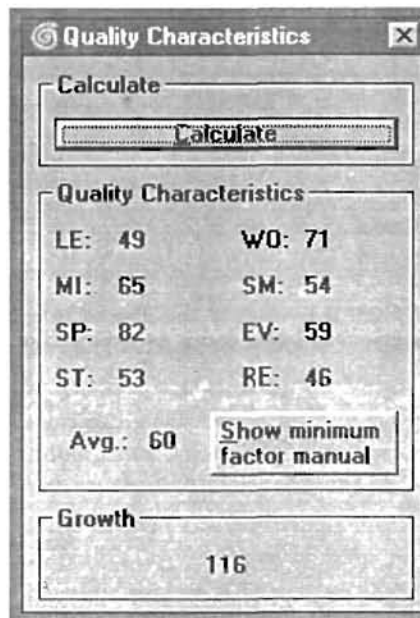 Quality Characteristics
Calculate
Calculate
Quality Characteristics
LE: 49 WO: 71
MI: 65 SM: 54
SP: 82 EV: 59
ST: 53 RE: 46
Avg.: 60 Show minimum
factor manual
Growth
116